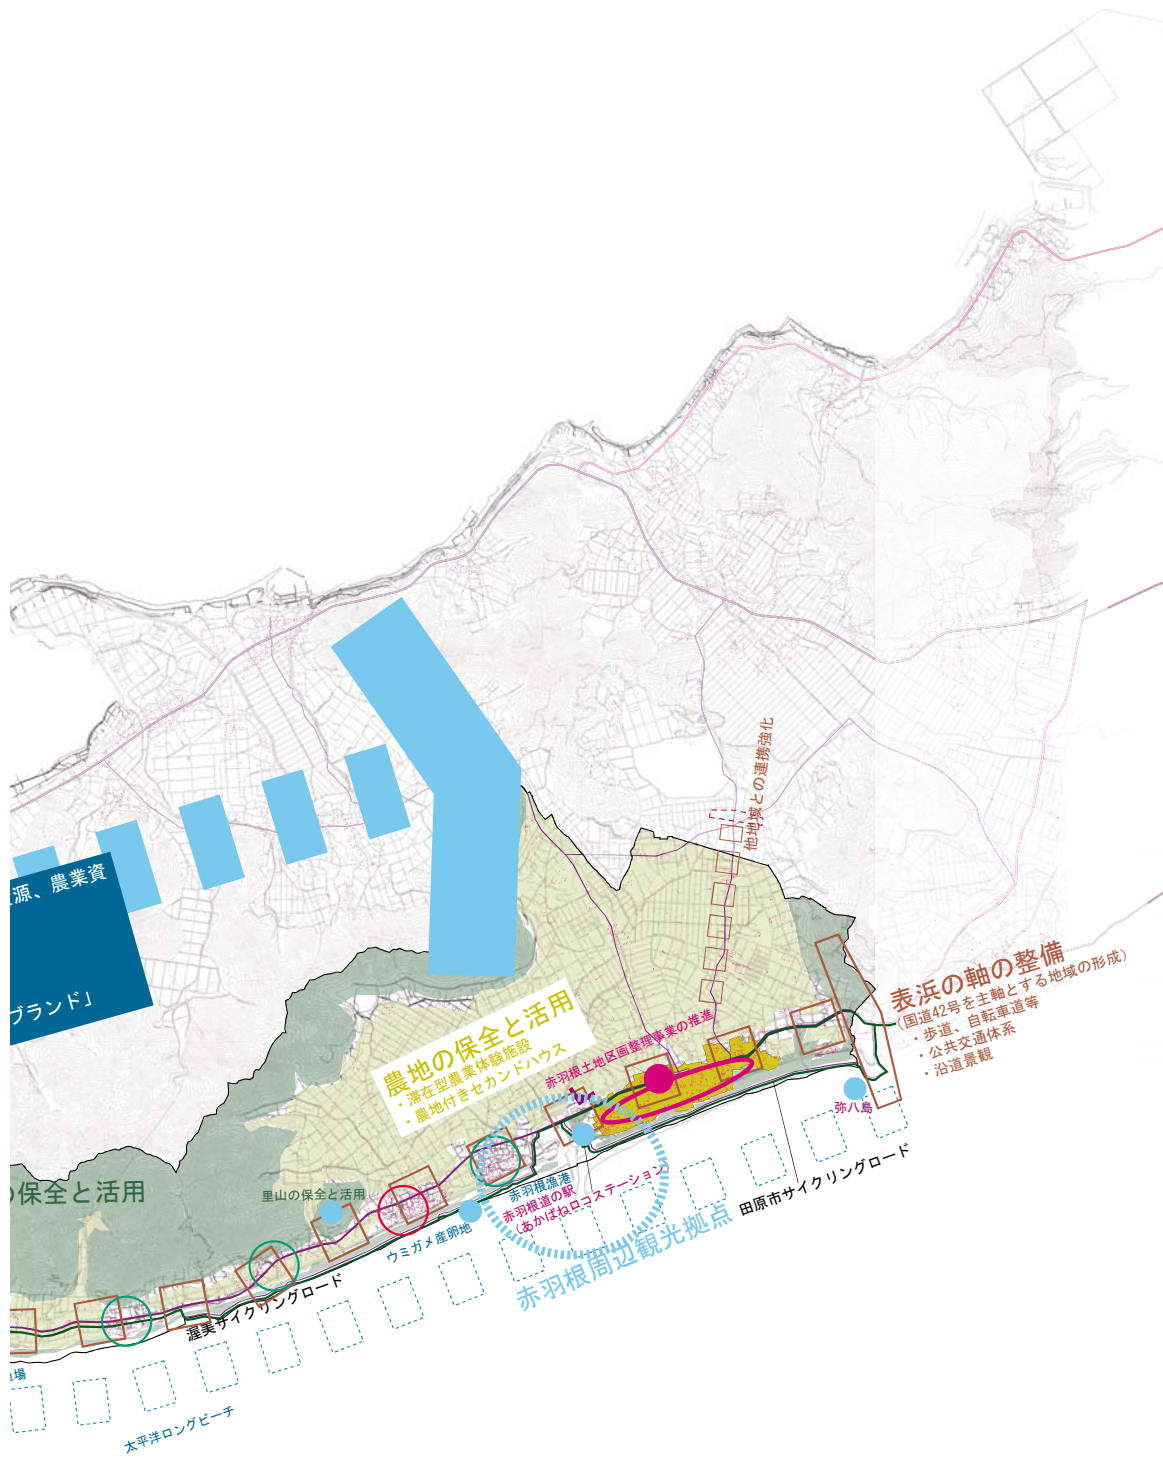 他地域との連携強化
源、農業資
ブランド」
表浜の軸の整備
(国道42号を主軸とする地域の形成)
・歩道、自転車道等
・公共交通体系
・沿道景観
農地の保全と活用
・滞在型農業体験施設
・農地付きセカンドハウス
赤羽根土地区画整理事業の推進
弥八島
の保全と活用
里山の保全と活用
赤羽根漁港
赤羽根道の駅
(あかばねロコステーション)
ウミガメ産卵地
田原市サイクリングロード
赤羽根周辺観光拠点
渥美サイクリングロード
場
太平洋ロングビーチ